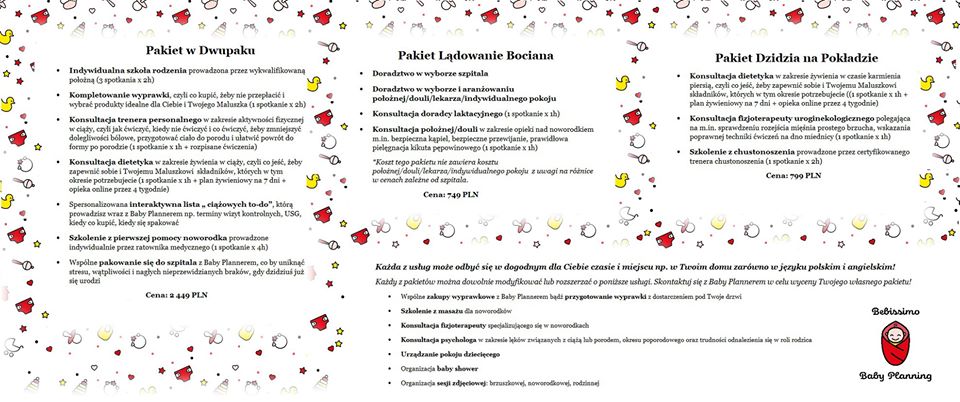 Pakiet w Dwupaku
• Indywidualna szkoła rodzenia prowadzona przez wykwalifikowaną
położną (3 spotkania x 2h)
• Kompletowanie wyprawki, czyli co kupić, żeby nie przepłacić i
wybrać produkty idealne dla Ciebie i Twojego Maluszka (1 spotkanie x 2h)
• Konsultacja trenera personalnego w zakresie aktywności fizycznej
w ciąży, czyli jak ćwiczyć, kiedy nie ćwiczyć i co ćwiczyć, żeby zmniejszyć
dolegliwości bólowe, przygotować ciało do porodu i ułatwić powrót do
formy po porodzie (1 spotkanie x 1h + rozpisane ćwiczenia)
• Konsultacja dietetyka w zakresie żywienia w ciąży, czyli co jeść, żeby
zapewnić sobie i Twojemu Maluszkowi składników, których w tym
okresie potrzebujecie (1 spotkanie x 1h + plan żywieniowy na 7 dni +
opieka online przez 4 tygodnie)
• Spersonalizowana interaktywna lista „ ciążowych to-do”, którą
prowadzisz wraz z Baby Plannerem np. terminy wizyt kontrolnych, USG,
kiedy co kupić, kiedy się spakować
• Szkolenie z pierwszej pomocy noworodka prowadzone
indywidualnie przez ratownika medycznego (1 spotkanie x 4h)
• Wspólne pakowanie się do szpitala z Baby Plannerem, co by uniknąć
stresu, wątpliwości i nagłych nieprzewidzianych braków, gdy dzidziuś już
się urodzi
Cena: 2 449 PLN
Pakiet Lądowanie Bociana
• Doradztwo w wyborze szpitala
• Doradztwo w wyborze i aranżowaniu
położnej/douli/lekarza/indywidualnego pokoju
• Konsultacja doradcy laktacyjnego (1 spotkanie x 1h)
• Konsultacja położnej/douli w zakresie opieki nad noworodkiem
m.in. bezpieczna kąpiel, bezpieczne przewijanie, prawidłowa
pielęgnacja kikuta pępowinowego (1 spotkanie x 1h)
*Koszt tego pakietu nie zawiera kosztu
położnej/douli/lekarza/indywidualnego pokoju z uwagi na różnice
w cenach zależne od szpitala.
Cena: 749 PLN
Pakiet Dzidzia na Pokładzie
• Konsultacja dietetyka w zakresie żywienia w czasie karmienia
piersią, czyli co jeść, żeby zapewnić sobie i Twojemu Maluszkowi
składników, których w tym okresie potrzebujecie ((1 spotkanie x 1h +
plan żywieniowy na 7 dni + opieka online przez 4 tygodnie)
• Konsultacja fizjoterapeuty uroginekologicznego polegająca
na m.in. sprawdzeniu rozejścia mięśnia prostego brzucha, wskazania
poprawnej techniki ćwiczeń na dno miednicy (1 spotkanie x 1h)
• Szkolenie z chustonoszenia prowadzone przez certyfikowanego
trenera chustonoszenia (1 spotkanie x 2h)
Cena: 799 PLN
Każda z usług może odbyć się w dogodnym dla Ciebie czasie i miejscu np. w Twoim domu zarówno w języku polskim i angielskim!
Każdy z pakietów można dowolnie modyfikować lub rozszerzać o poniższe usługi. Skontaktuj się z Baby Plannerem w celu wyceny Twojego własnego pakietu!
• Wspólne zakupy wyprawkowe z Baby Plannerem bądź przygotowanie wyprawki z dostarczeniem pod Twoje drzwi
• Szkolenie z masażu dla noworodków
• Konsultacja fizjoterapeuty specjalizującego się w noworodkach
• Konsultacja psychologa w zakresie lęków związanych z ciążą lub porodem, okresu poporodowego oraz trudności odnalezienia się w roli rodzica
• Urządzanie pokoju dziecięcego
• Organizacja baby shower
• Organizacja sesji zdjęciowej: brzuszkowej, noworodkowej, rodzinnej
Bebissimo
Baby Planning